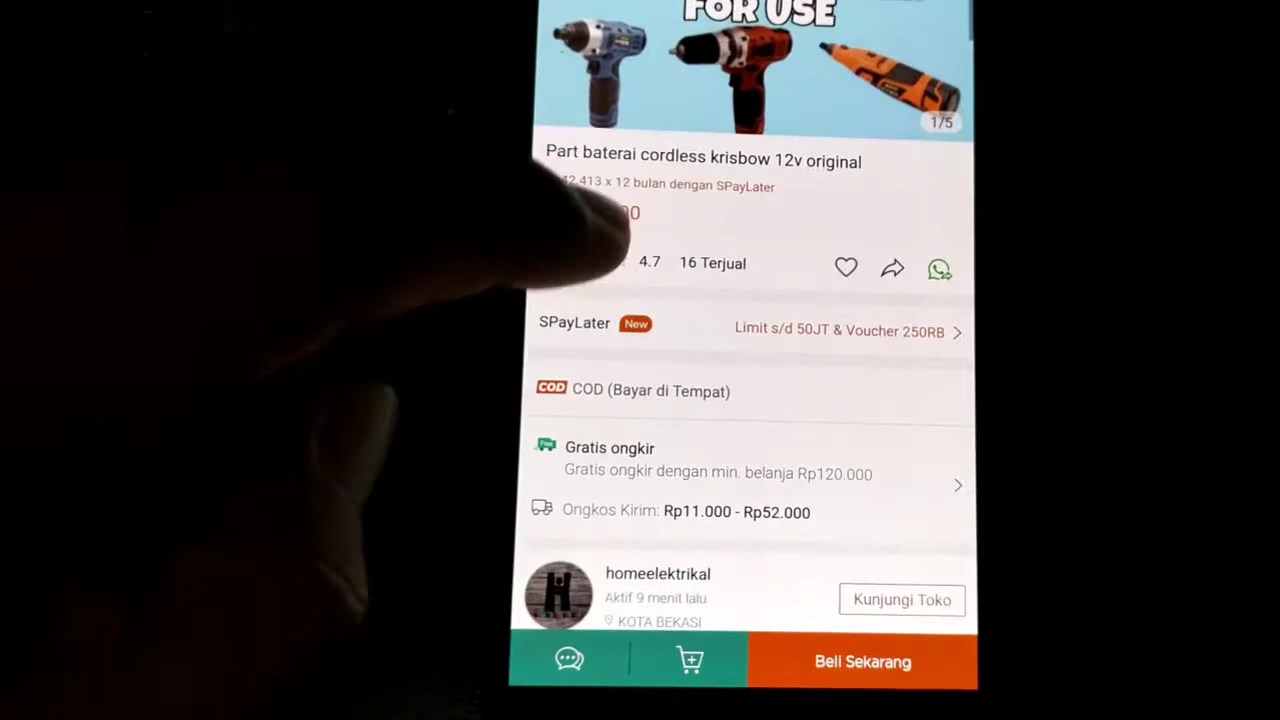 FOR USE
1/5
Part baterai cordless krisbow 12v original
42.413 x 12 bulan dengan SPayLater
4.7 16 Terjual
SPayLater New Limit s/d 50JT & Voucher 250RB
COD COD (Bayar di Tempat)
Free Gratis ongkir
Gratis ongkir dengan min. belanja Rp120.000
Ongkos Kirim: Rp11.000 - Rp52.000
homeelektrikal
Aktif 9 menit lalu
Kunjungi Toko
KOTA BEKASI
Beli Sekarang